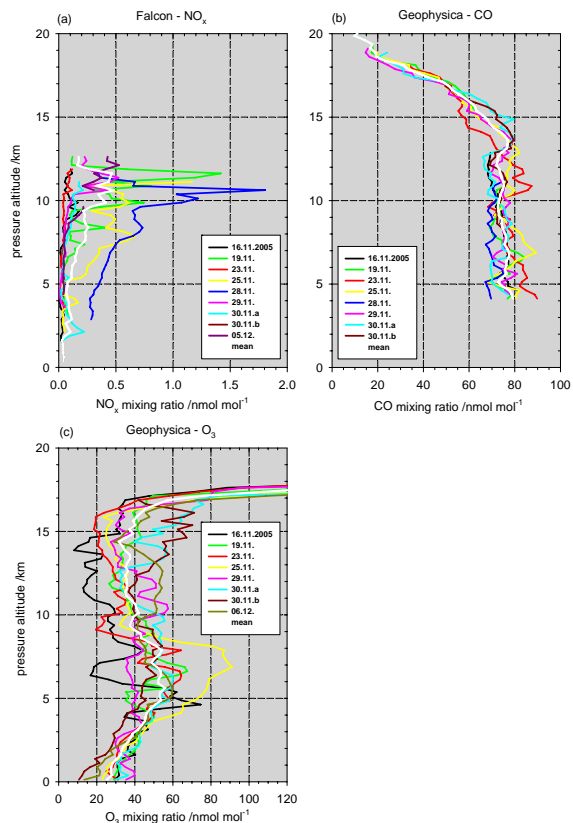 (a) Falcon - NOx
20
15
10
5
0
pressure altitude /km
16.11.2005
19.11.
23.11.
25.11.
28.11.
29.11.
30.11.a
30.11.b
05.12.
mean
0.0 0.5 1.0 1.5 2.0
NOx mixing ratio /nmol mol⁻¹
(b) Geophysica - CO
20
15
10
5
0
16.11.2005
19.11.
23.11.
25.11.
28.11.
29.11.
30.11.a
30.11.b
mean
0 20 40 60 80 100
CO mixing ratio /nmol mol⁻¹
(c) Geophysica - O₃
20
15
10
5
0
pressure altitude /km
16.11.2005
19.11.
23.11.
25.11.
29.11.
30.11.a
30.11.b
06.12.
mean
0 20 40 60 80 100 120
O₃ mixing ratio /nmol mol⁻¹